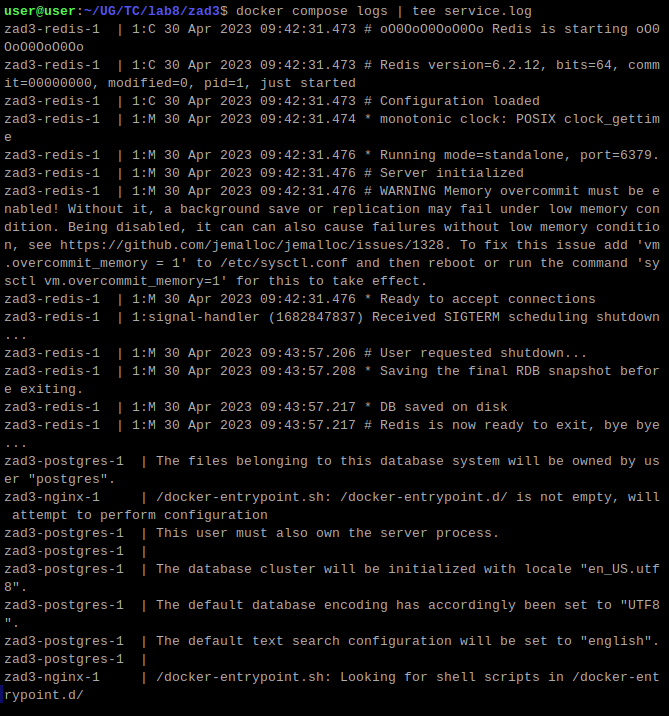 user@user:~/UG/TC/lab8/zad3$ docker compose logs | tee service.log
zad3-redis-1  | 1:C 30 Apr 2023 09:42:31.473 # oO0OoO0OoO0Oo Redis is starting oO0
OoO0OoO0Oo
zad3-redis-1  | 1:C 30 Apr 2023 09:42:31.473 # Redis version=6.2.12, bits=64, comm
it=00000000, modified=0, pid=1, just started
zad3-redis-1  | 1:C 30 Apr 2023 09:42:31.473 # Configuration loaded
zad3-redis-1  | 1:M 30 Apr 2023 09:42:31.474 * monotonic clock: POSIX clock_gettim
e
zad3-redis-1  | 1:M 30 Apr 2023 09:42:31.476 * Running mode=standalone, port=6379.
zad3-redis-1  | 1:M 30 Apr 2023 09:42:31.476 # Server initialized
zad3-redis-1  | 1:M 30 Apr 2023 09:42:31.476 # WARNING Memory overcommit must be e
nabled! Without it, a background save or replication may fail under low memory con
dition. Being disabled, it can can also cause failures without low memory conditio
n, see https://github.com/jemalloc/jemalloc/issues/1328. To fix this issue add 'vm
.overcommit_memory = 1' to /etc/sysctl.conf and then reboot or run the command 'sy
sctl vm.overcommit_memory=1' for this to take effect.
zad3-redis-1  | 1:M 30 Apr 2023 09:42:31.476 * Ready to accept connections
zad3-redis-1  | 1:signal-handler (1682847837) Received SIGTERM scheduling shutdown
...
zad3-redis-1  | 1:M 30 Apr 2023 09:43:57.206 # User requested shutdown...
zad3-redis-1  | 1:M 30 Apr 2023 09:43:57.208 * Saving the final RDB snapshot befor
e exiting.
zad3-redis-1  | 1:M 30 Apr 2023 09:43:57.217 * DB saved on disk
zad3-redis-1  | 1:M 30 Apr 2023 09:43:57.217 # Redis is now ready to exit, bye bye
...
zad3-postgres-1  | The files belonging to this database system will be owned by us
er "postgres".
zad3-nginx-1     | /docker-entrypoint.sh: /docker-entrypoint.d/ is not empty, will
 attempt to perform configuration
zad3-postgres-1  | This user must also own the server process.
zad3-postgres-1  |
zad3-postgres-1  | The database cluster will be initialized with locale "en_US.utf
8".
zad3-postgres-1  | The default database encoding has accordingly been set to "UTF8
".
zad3-postgres-1  | The default text search configuration will be set to "english".
zad3-postgres-1  |
zad3-nginx-1     | /docker-entrypoint.sh: Looking for shell scripts in /docker-ent
rypoint.d/